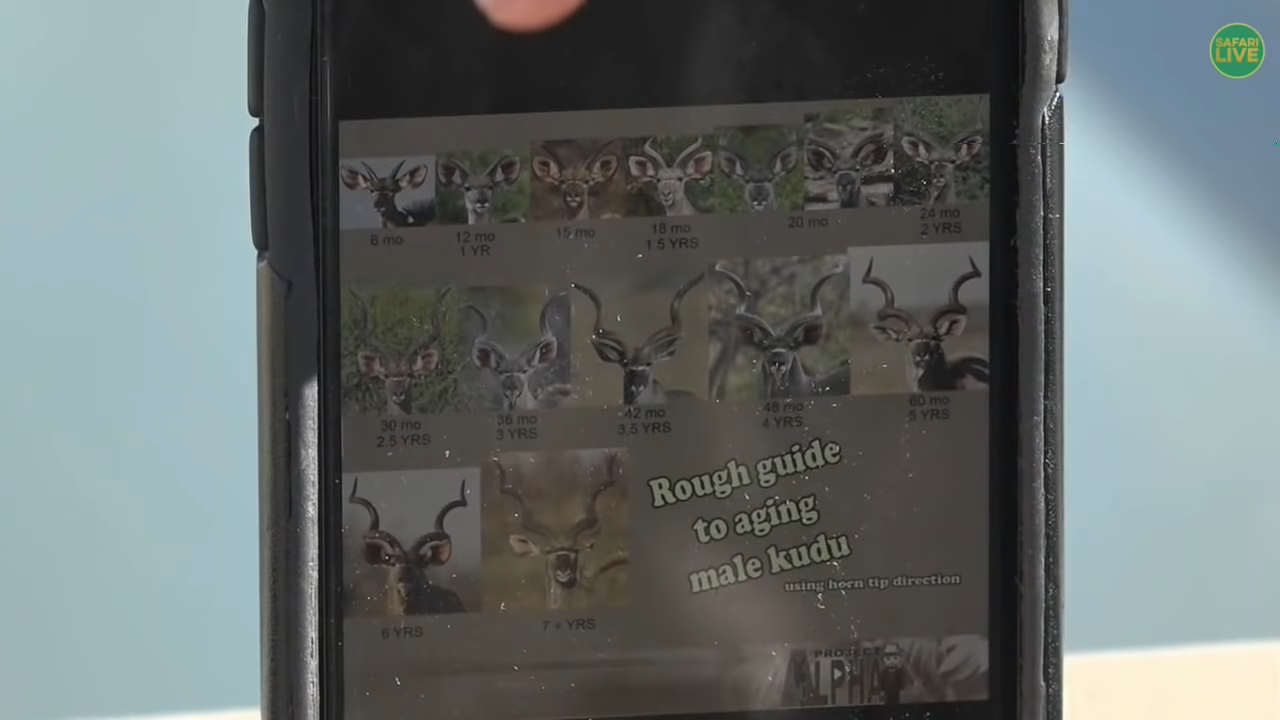 SAFARI
LIVE
6 mo
12 mo
1 YR
15 mo
18 mo
1.5 YRS
20 mo
24 mo
2 YRS
30 mo
2.5 YRS
36 mo
3 YRS
42 mo
3.5 YRS
48 mo
4 YRS
60 mo
5 YRS
6 YRS
7 + YRS
Rough guide
to aging
male kudu
using horn tip direction
PROJECT
ALPHA